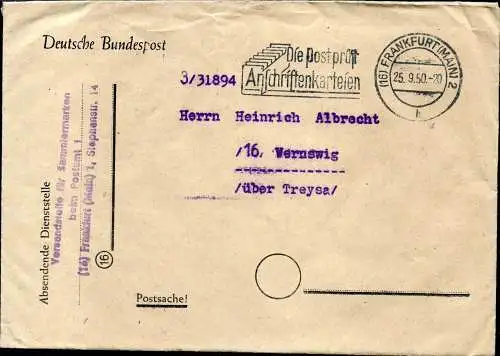 Deutsche Bundespost
Die Post prüft
Anschriftenkarteien
(16) FRANKFURT (MAIN) 2
25. 9. 50.-20
h
3/31894
Herrn Heinrich Albrecht
/16, Wernswig
/über Treysa/
Absendende Dienststelle
Versandstelle für Sammlermarken
beim Postamt 1
(16) Frankfurt (Main) 1, Stephanstr. 14
16
Postsache!